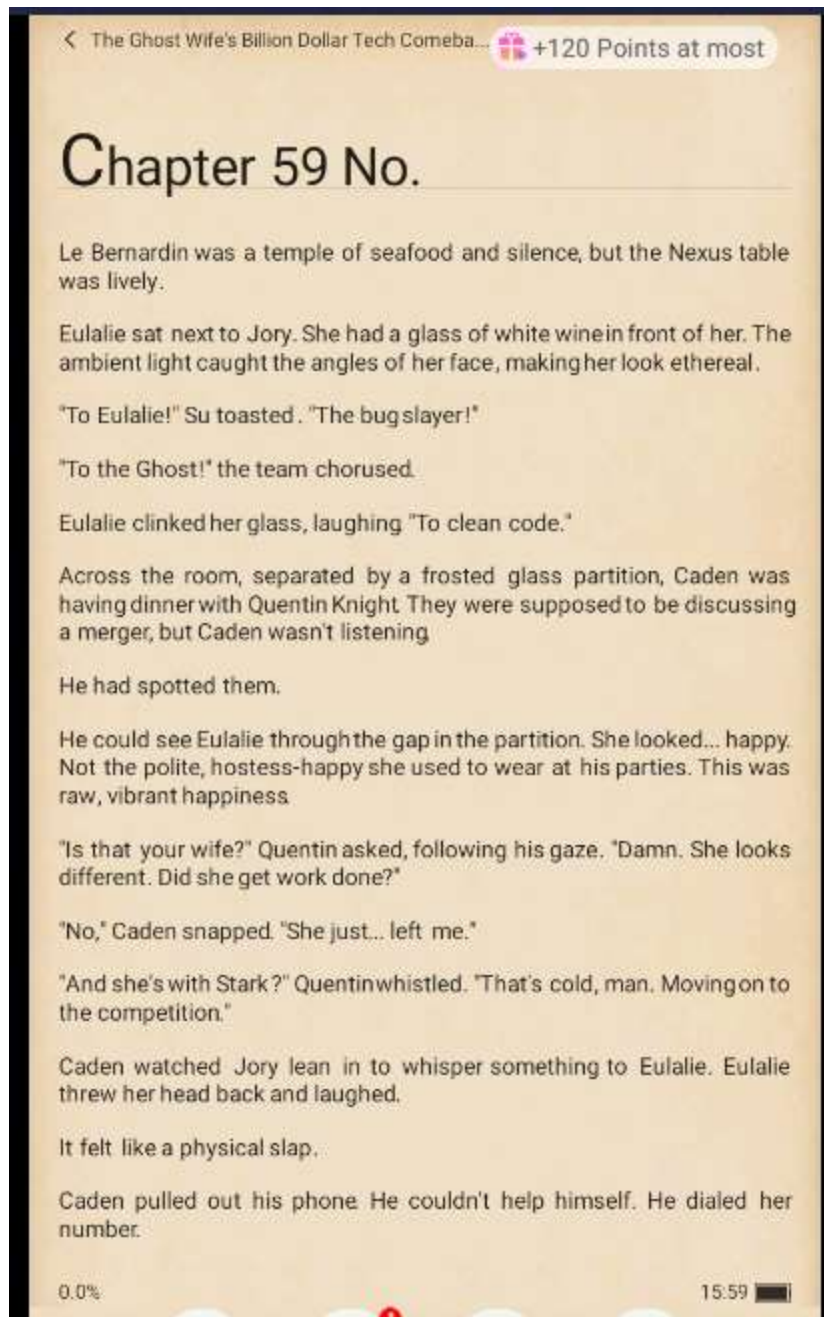 < The Ghost Wife's Billion Dollar Tech Comeba...
+120 Points at most
Chapter 59 No.
Le Bernardin was a temple of seafood and silence, but the Nexus table
was lively.
Eulalie sat next to Jory. She had a glass of white wine in front of her. The
ambient light caught the angles of her face, making her look ethereal.
"To Eulalie!" Su toasted. "The bug slayer!"
"To the Ghost!" the team chorused.
Eulalie clinked her glass, laughing. "To clean code."
Across the room, separated by a frosted glass partition, Caden was
having dinner with Quentin Knight. They were supposed to be discussing
a merger, but Caden wasn't listening.
He had spotted them.
He could see Eulalie through the gap in the partition. She looked... happy.
Not the polite, hostess-happy she used to wear at his parties. This was
raw, vibrant happiness.
"Is that your wife?" Quentin asked, following his gaze. "Damn. She looks
different. Did she get work done?"
"No," Caden snapped. "She just... left me."
"And she's with Stark?" Quentin whistled. "That's cold, man. Moving on to
the competition."
Caden watched Jory lean in to whisper something to Eulalie. Eulalie
threw her head back and laughed.
It felt like a physical slap.
Caden pulled out his phone. He couldn't help himself. He dialed her
number.
0.0%
15:59